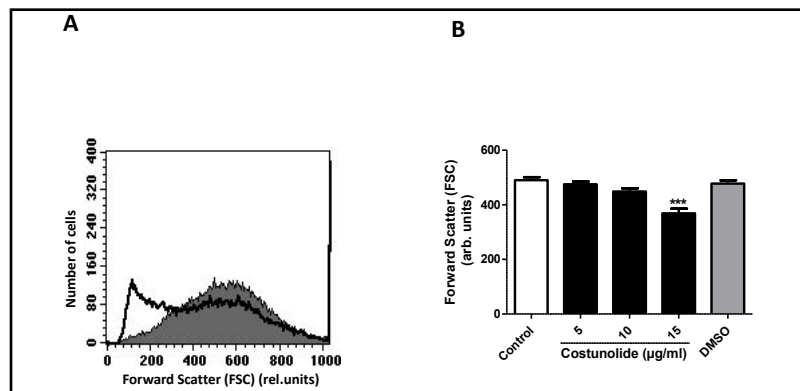 A
B
Number of cells
400
320
240
160
80
0
0
200
400
600
800
1000
Forward Scatter (FSC) (rel.units)
Forward Scatter (FSC)
(arb. units)
600
400
200
0
***
Control
5
10
15
DMSO
Costunolide (µg/ml)